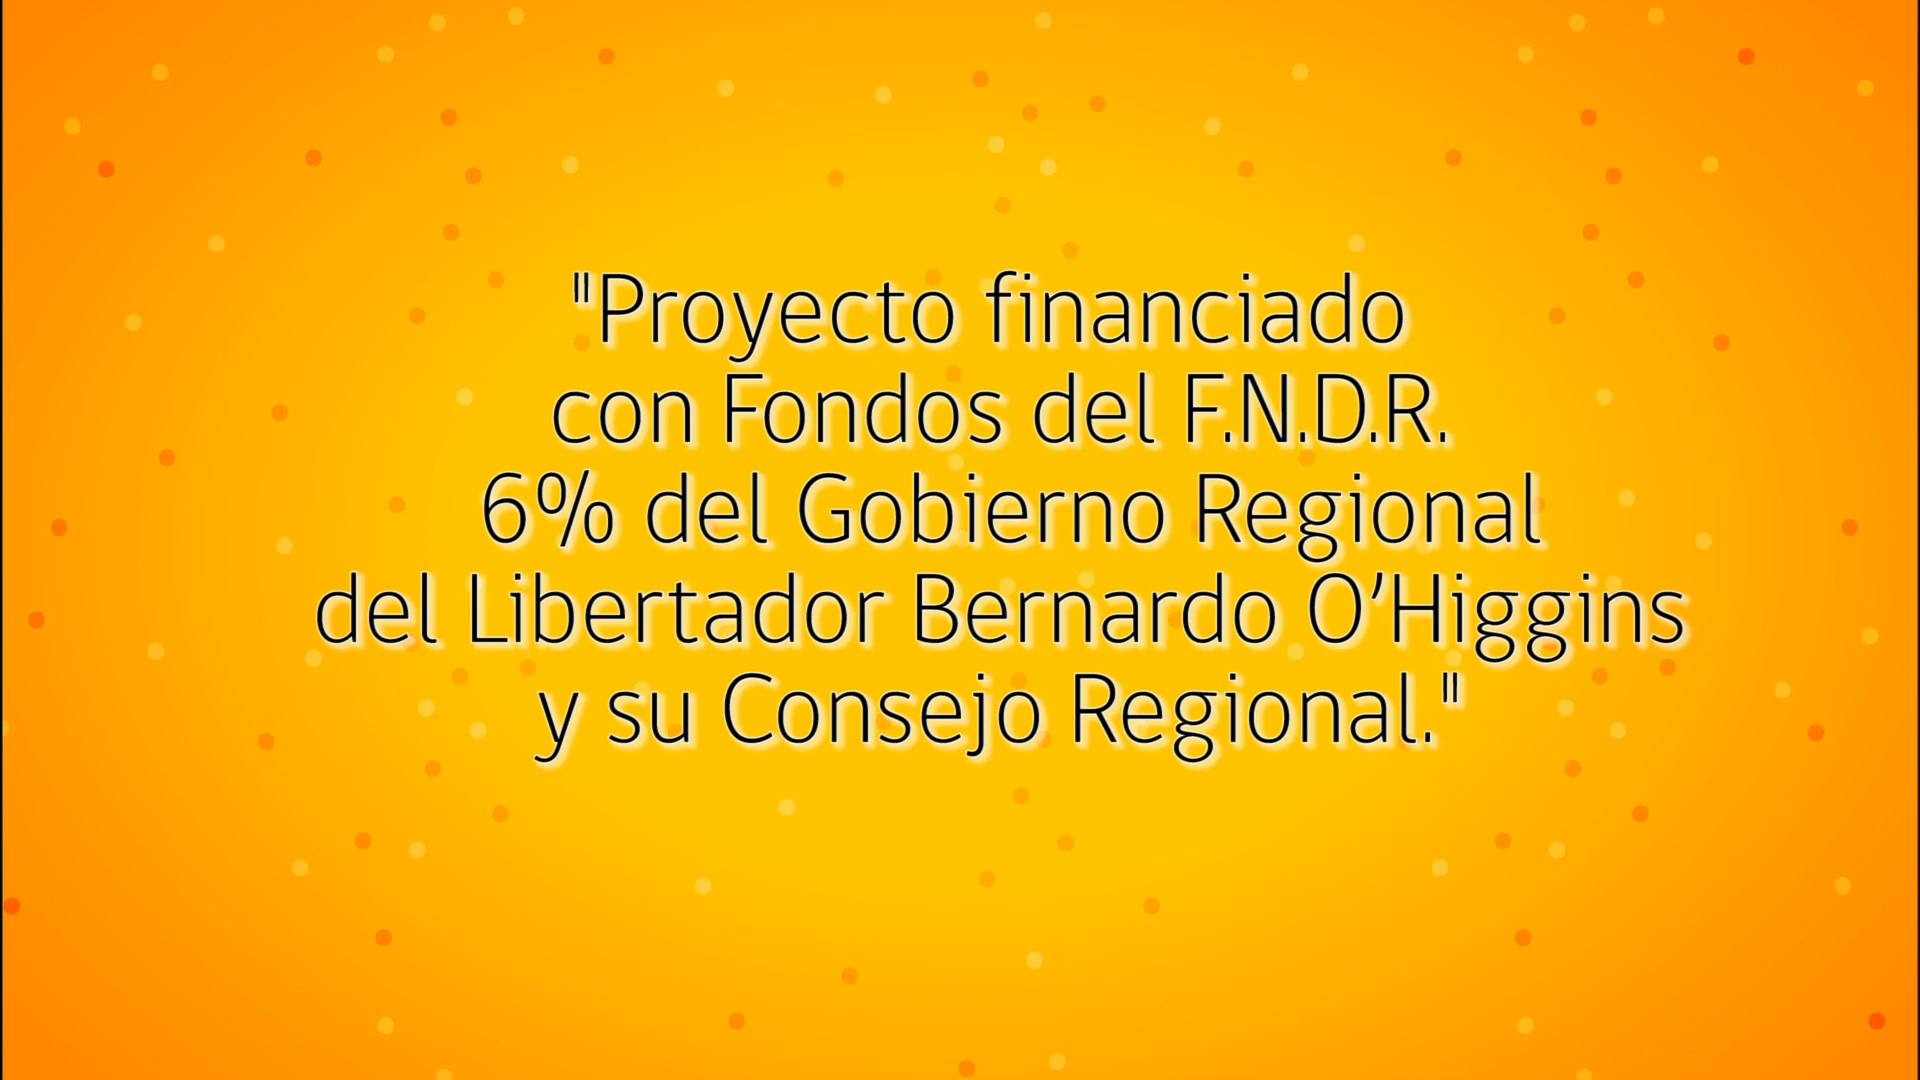 "Proyecto financiado
con Fondos del F.N.D.R.
6% del Gobierno Regional
del Libertador Bernardo O’Higgins
y su Consejo Regional."